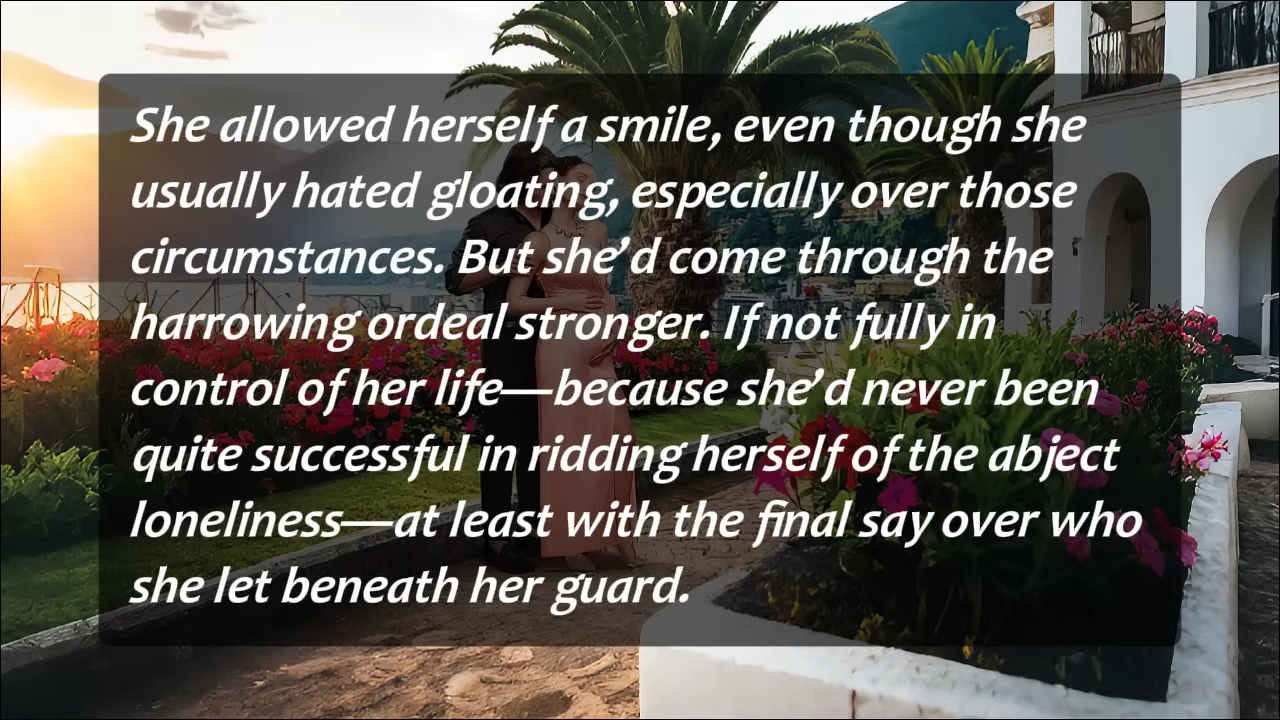 She allowed herself a smile, even though she
usually hated gloating, especially over those
circumstances. But she’d come through the
harrowing ordeal stronger. If not fully in
control of her life—because she’d never been
quite successful in ridding herself of the abject
loneliness—at least with the final say over who
she let beneath her guard.